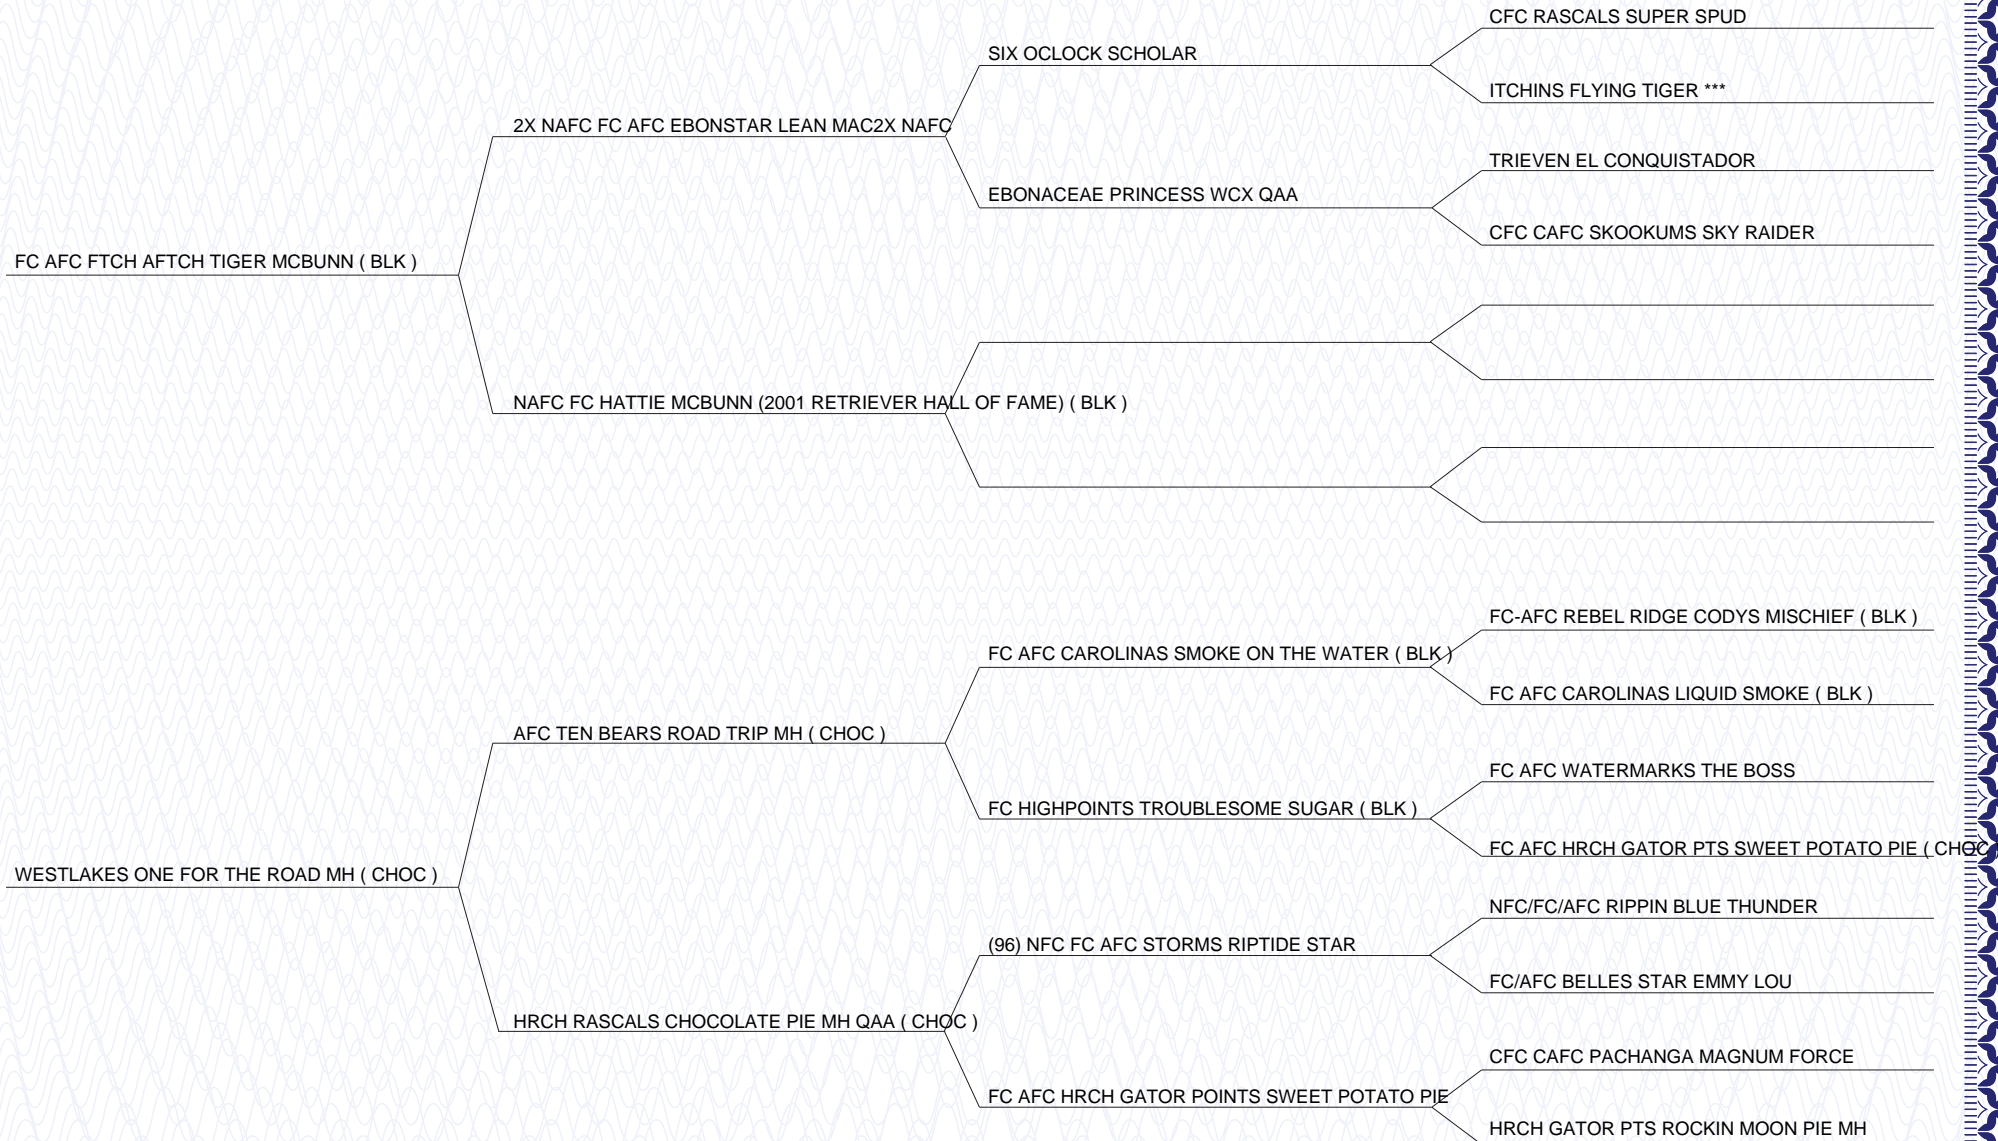 CFC RASCALS SUPER SPUD
SIX OCLOCK SCHOLAR
ITCHINS FLYING TIGER ***
2X NAFC FC AFC EBONSTAR LEAN MAC2X NAFC
TRIEVEN EL CONQUISTADOR
EBONACEAE PRINCESS WCX QAA
CFC CAFC SKOOKUMS SKY RAIDER
FC AFC FTCH AFTCH TIGER MCBUNN ( BLK )
NAFC FC HATTIE MCBUNN (2001 RETRIEVER HALL OF FAME) ( BLK )
FC-AFC REBEL RIDGE CODYS MISCHIEF ( BLK )
FC AFC CAROLINAS SMOKE ON THE WATER ( BLK )
FC AFC CAROLINAS LIQUID SMOKE ( BLK )
AFC TEN BEARS ROAD TRIP MH ( CHOC )
FC AFC WATERMARKS THE BOSS
FC HIGHPOINTS TROUBLESOME SUGAR ( BLK )
FC AFC HRCH GATOR PTS SWEET POTATO PIE ( CHOC )
WESTLAKES ONE FOR THE ROAD MH ( CHOC )
NFC/FC/AFC RIPPIN BLUE THUNDER
(96) NFC FC AFC STORMS RIPTIDE STAR
FC/AFC BELLES STAR EMMY LOU
HRCH RASCALS CHOCOLATE PIE MH QAA ( CHOC )
CFC CAFC PACHANGA MAGNUM FORCE
FC AFC HRCH GATOR POINTS SWEET POTATO PIE
HRCH GATOR PTS ROCKIN MOON PIE MH